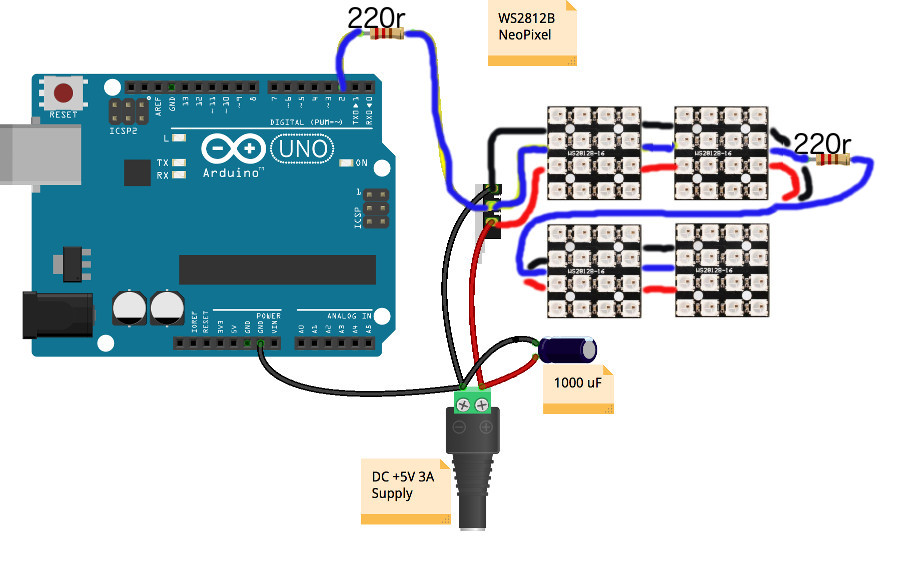 220r
WS2812B
NeoPixel
RESET
ICSP2
AREF
GND
13
12
~11
~10
~9
8
7
~6
~5
4
~3
2
TX0▶1
RX0◀0
DIGITAL (PWM=~)
L
TX
RX
UNO
Arduino™
ON
1
ICSP
WS2812B-16
WS2812B-16
220r
WS2812B-16
WS2812B-16
IOREF
RESET
3V3
5V
GND
GND
VIN
POWER
ANALOG IN
A0
A1
A2
A3
A4
A5
1000 uF
DC +5V 3A
Supply